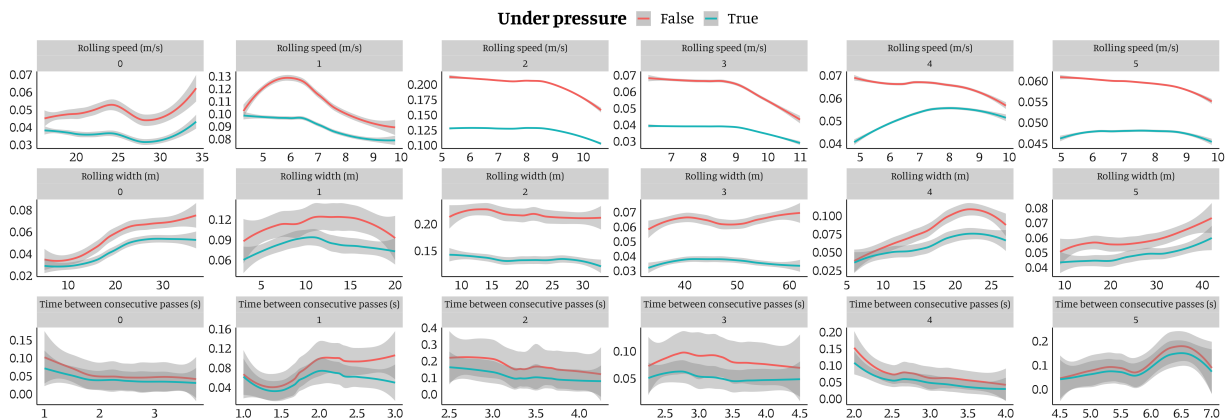 Under pressure False True
Rolling speed (m/s) Rolling speed (m/s) Rolling speed (m/s) Rolling speed (m/s) Rolling speed (m/s) Rolling speed (m/s)
0 1 2 3 4 5
0.07 0.06 0.05 0.04 0.03
20 25 30 35
0.13 0.12 0.11 0.10 0.09 0.08
5 6 7 8 9 10
0.200 0.175 0.150 0.125 0.100
6 7 8 9 10
0.07 0.06 0.05 0.04 0.03
7 8 9 10 11
0.07 0.06 0.05 0.04
5 6 7 8 9 10
0.060 0.055 0.050 0.045
5 6 7 8 9 10
Rolling width (m) Rolling width (m) Rolling width (m) Rolling width (m) Rolling width (m) Rolling width (m)
0 1 2 3 4 5
0.08 0.06 0.04 0.02
10 20 30
0.12 0.09 0.06
5 10 15 20
0.20 0.15
10 15 20 25 30
0.07 0.06 0.05 0.04 0.03
40 50 60
0.100 0.075 0.050 0.025
5 10 15 20 25
0.08 0.07 0.06 0.05 0.04
10 20 30 40
Time between consecutive passes (s) Time between consecutive passes (s) Time between consecutive passes (s) Time between consecutive passes (s) Time between consecutive passes (s) Time between consecutive passes (s)
0 1 2 3 4 5
0.15 0.10 0.05 0.00
1 2 3
0.16 0.12 0.08 0.04
1.0 1.5 2.0 2.5 3.0
0.4 0.3 0.2 0.1 0.0
2.5 3.0 3.5 4.0
0.10 0.05
2.5 3.0 3.5 4.0 4.5
0.20 0.15 0.10 0.05 0.00
2.0 2.5 3.0 3.5 4.0
0.2 0.1 0.0
4.5 5.0 5.5 6.0 6.5 7.0